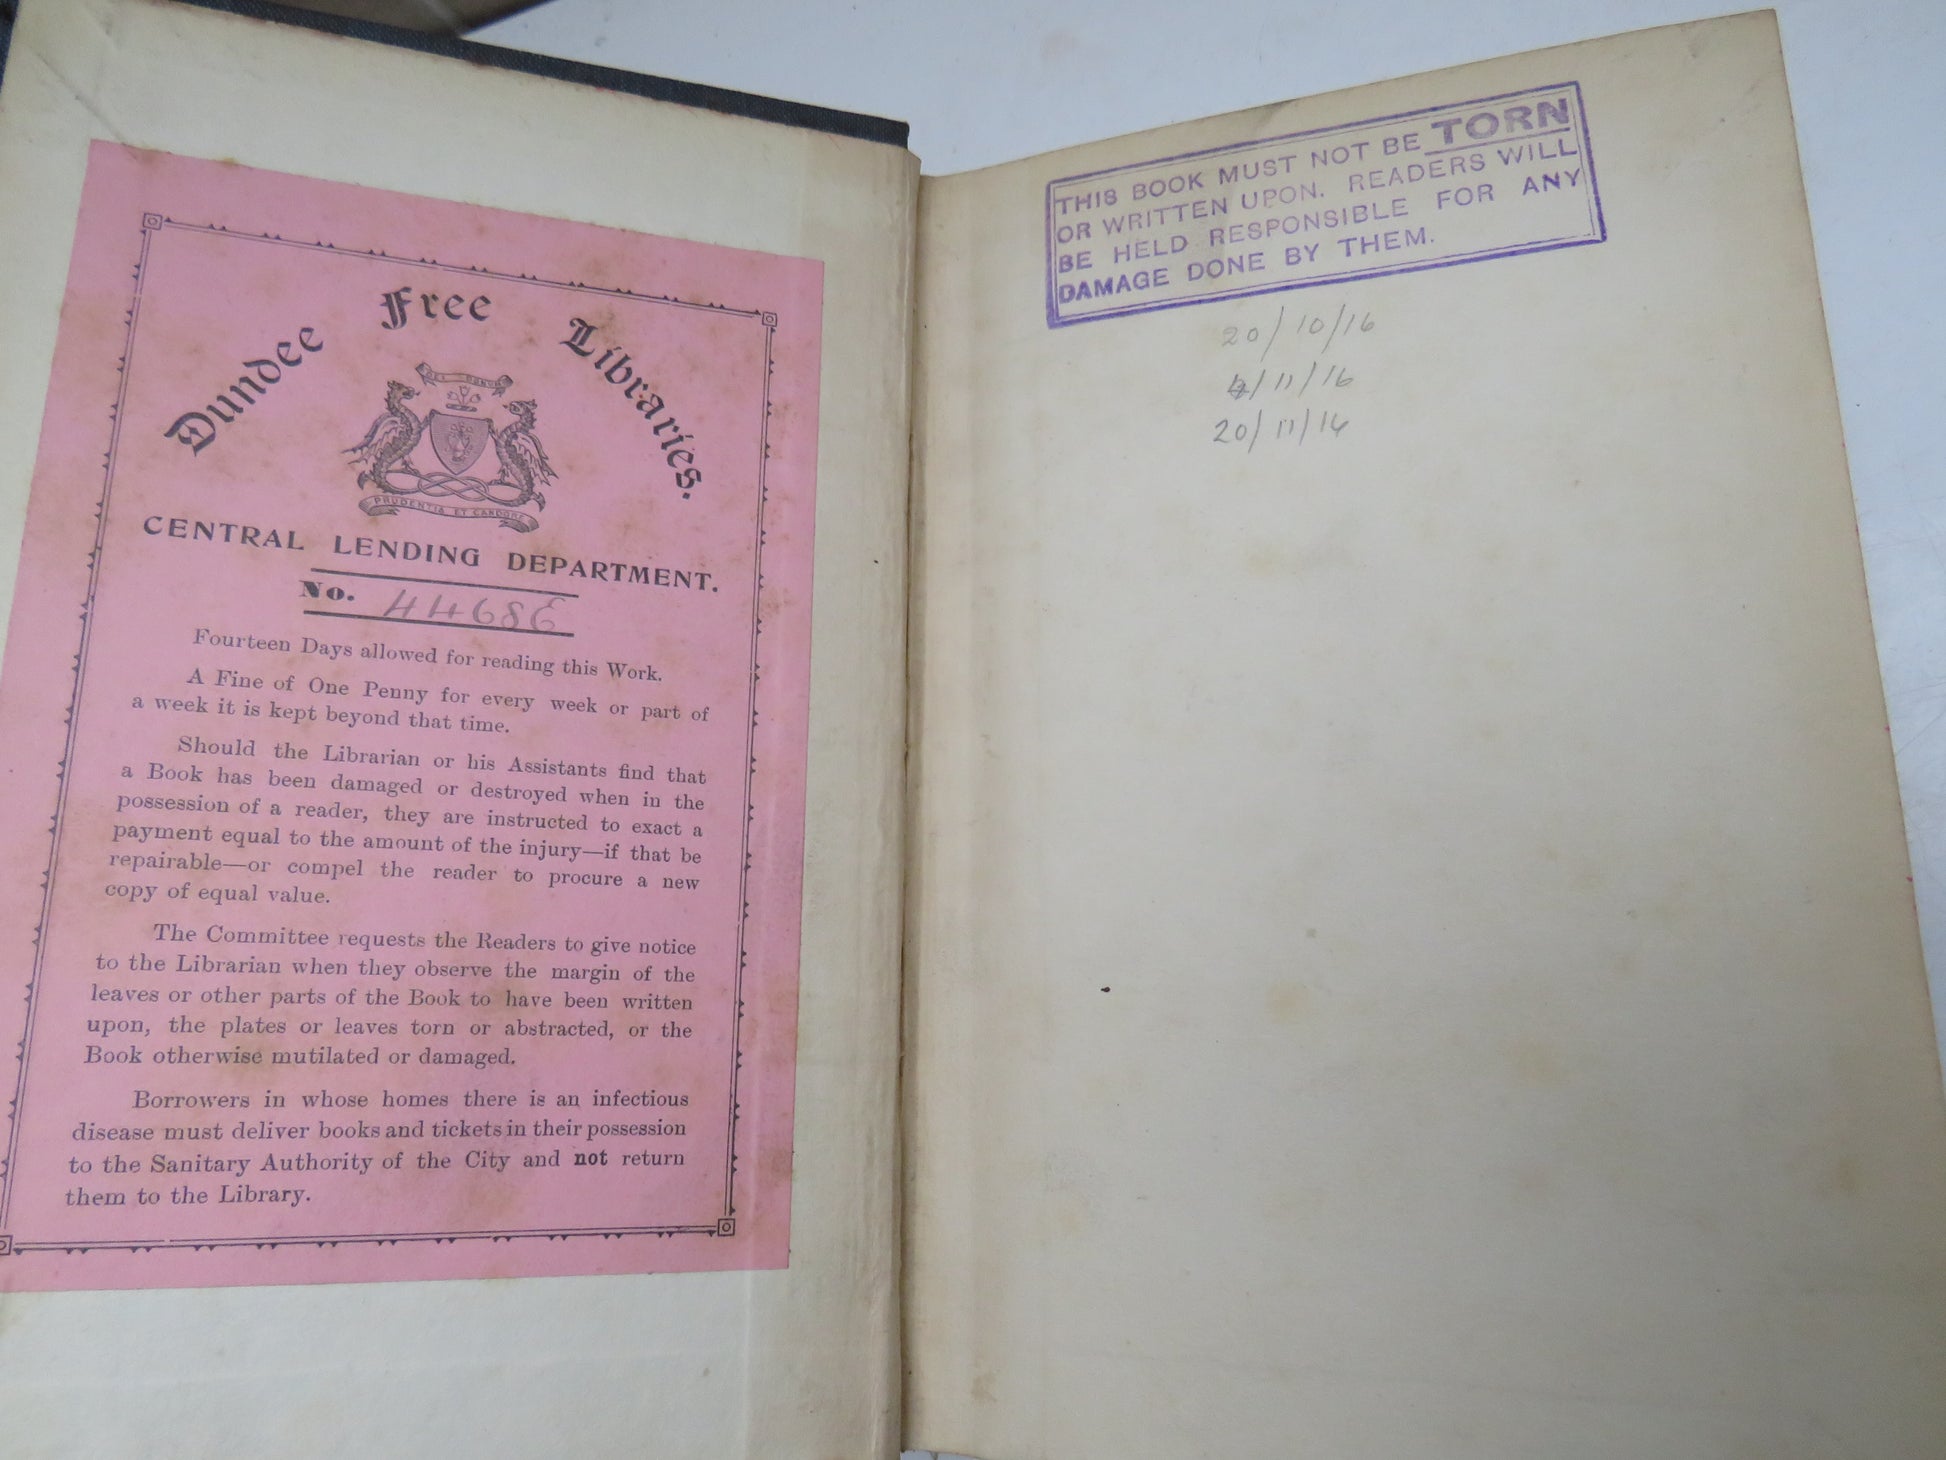 Dundee Free Libraries.
DEI DONUM
PRUDENTIA ET CANDORE
CENTRAL LENDING DEPARTMENT.
No. 4468E
Fourteen Days allowed for reading this Work.
A Fine of One Penny for every week or part of
a week it is kept beyond that time.
Should the Librarian or his Assistants find that
a Book has been damaged or destroyed when in the
possession of a reader, they are instructed to exact a
payment equal to the amount of the injury—if that be
repairable—or compel the reader to procure a new
copy of equal value.
The Committee requests the Readers to give notice
to the Librarian when they observe the margin of the
leaves or other parts of the Book to have been written
upon, the plates or leaves torn or abstracted, or the
Book otherwise mutilated or damaged.
Borrowers in whose homes there is an infectious
disease must deliver books and tickets in their possession
to the Sanitary Authority of the City and not return
them to the Library.
THIS BOOK MUST NOT BE TORN
OR WRITTEN UPON. READERS WILL
BE HELD RESPONSIBLE FOR ANY
DAMAGE DONE BY THEM.
20/10/16
/11/16
20/11/16